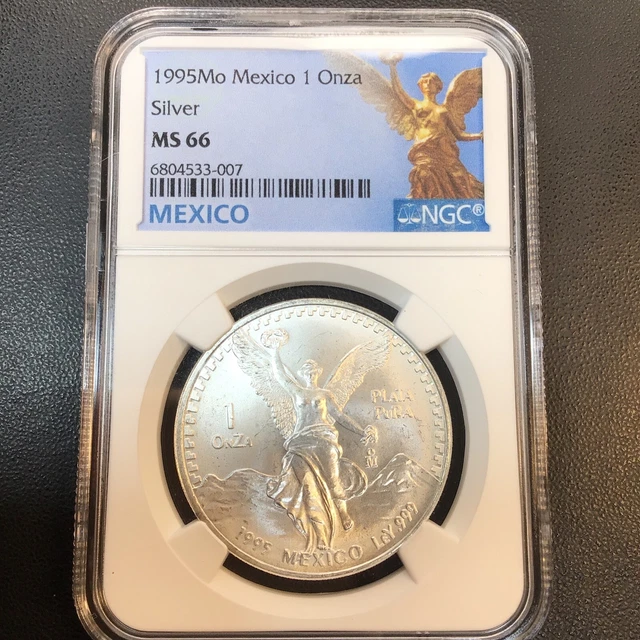 1995Mo Mexico 1 Onza
Silver
MS 66
6804533-007
MEXICO
NGC®
1
ONZA
PLATA
PURA
1995 MEXICO LEY.999